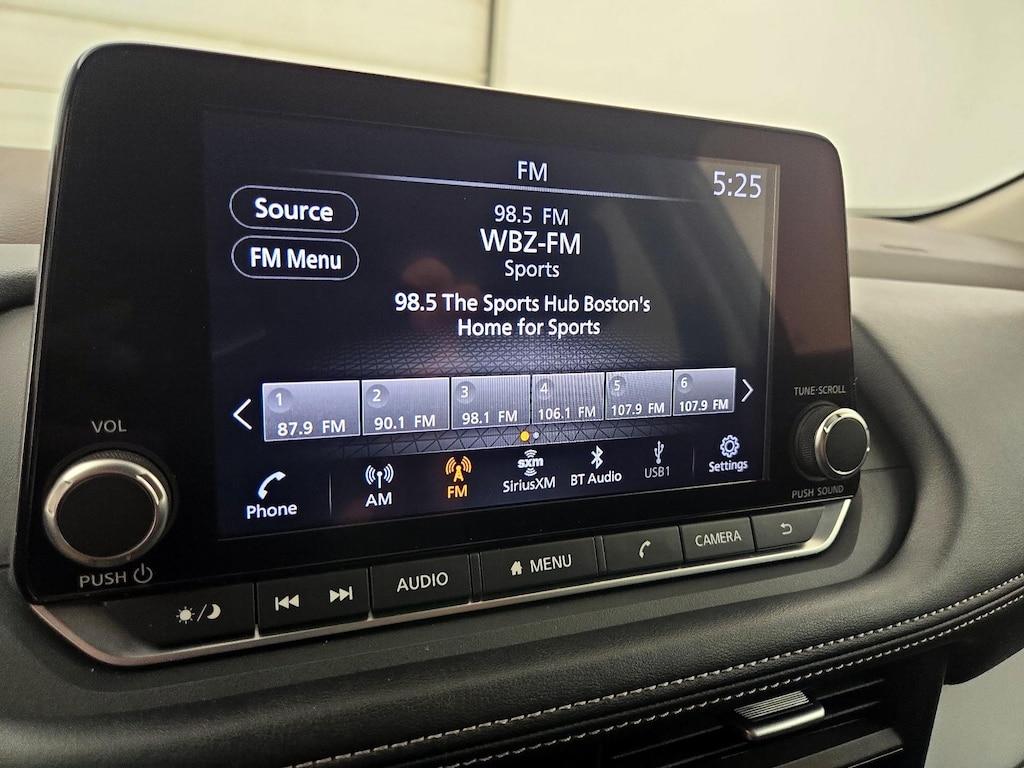 FM
5:25
Source
FM Menu
98.5 FM
WBZ-FM
Sports
98.5 The Sports Hub Boston's
Home for Sports
1
87.9 FM
2
90.1 FM
3
98.1 FM
4
106.1 FM
5
107.9 FM
6
107.9 FM
Phone
AM
FM
sxm
SiriusXM
BT Audio
USB1
Settings
VOL
PUSH
TUNE·SCROLL
PUSH SOUND
AUDIO
MENU
CAMERA